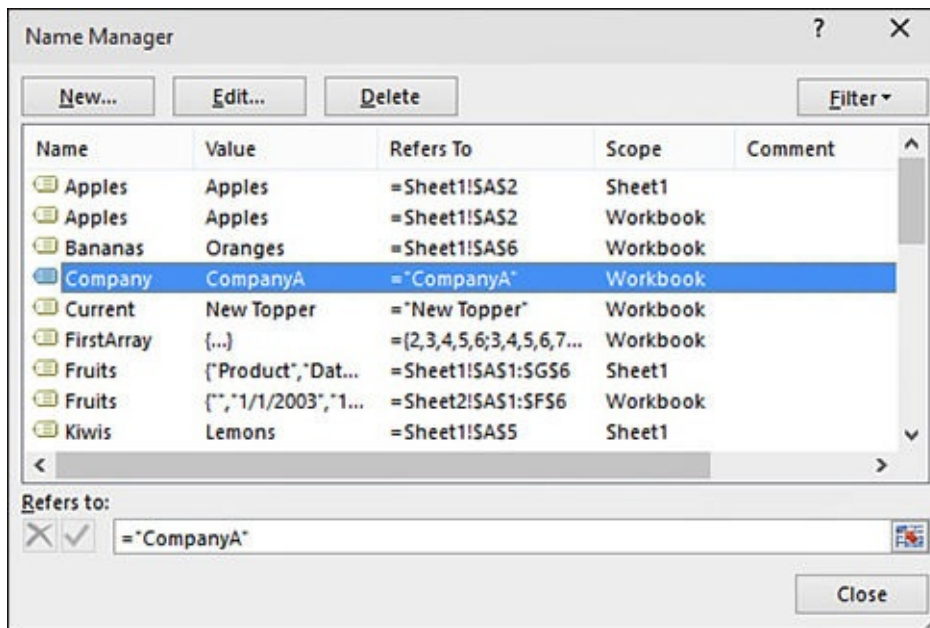 Name Manager ? ×
New... Edit... Delete Filter
Name Value Refers To Scope Comment
Apples Apples =Sheet1!$A$2 Sheet1
Apples Apples =Sheet1!$A$2 Workbook
Bananas Oranges =Sheet1!$A$6 Workbook
Company CompanyA ="CompanyA" Workbook
Current New Topper ="New Topper" Workbook
FirstArray {...} ={2,3,4,5,6;3,4,5,6,7... Workbook
Fruits {"Product","Dat... =Sheet1!$A$1:$G$6 Sheet1
Fruits {"","1/1/2003","1... =Sheet2!$A$1:$F$6 Workbook
Kiwis Lemons =Sheet1!$A$5 Sheet1
Refers to:
="CompanyA"
Close